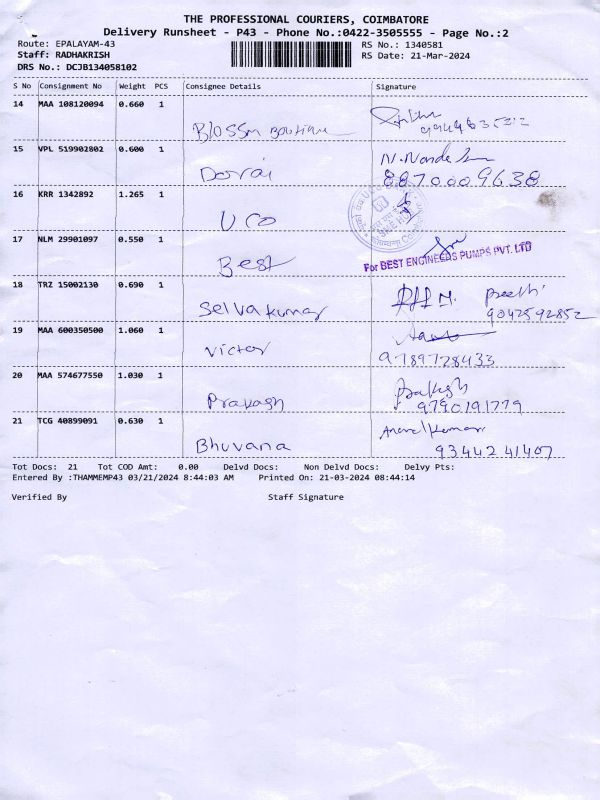 THE PROFESSIONAL COURIERS, COIMBATORE
Delivery Runsheet - P43 - Phone No.:0422-3505555 - Page No.:2
Route: EPALAYAM-43
RS No.: 1340581
Staff: RADHAKRISH
RS Date: 21-Mar-2024
DRS No.: DCJB134058102
S No Consignment No Weight PCS Consignee Details Signature
14 MAA 108120094 0.660 1
Blossm Boutique
15 VPL 519902802 0.600 1
Dorai
8870009638
16 KRR 1342892 1.265 1
UCO
17 NLM 29901097 0.550 1
Best
For BEST ENGINEERS PUMPS PVT. LTD
18 TRZ 15002130 0.690 1
Selvakumar
Preethi
9042592852
19 MAA 600350500 1.060 1
Victor
9789728433
20 MAA 574677550 1.030 1
Prakash
9790191779
21 TCG 40899091 0.630 1
Bhuvana
9344241407
Tot Docs: 21 Tot COD Amt: 0.00 Delvd Docs: Non Delvd Docs: Delvy Pts:
Entered By :THAMMEMP43 03/21/2024 8:44:03 AM Printed On: 21-03-2024 08:44:14
Verified By Staff Signature